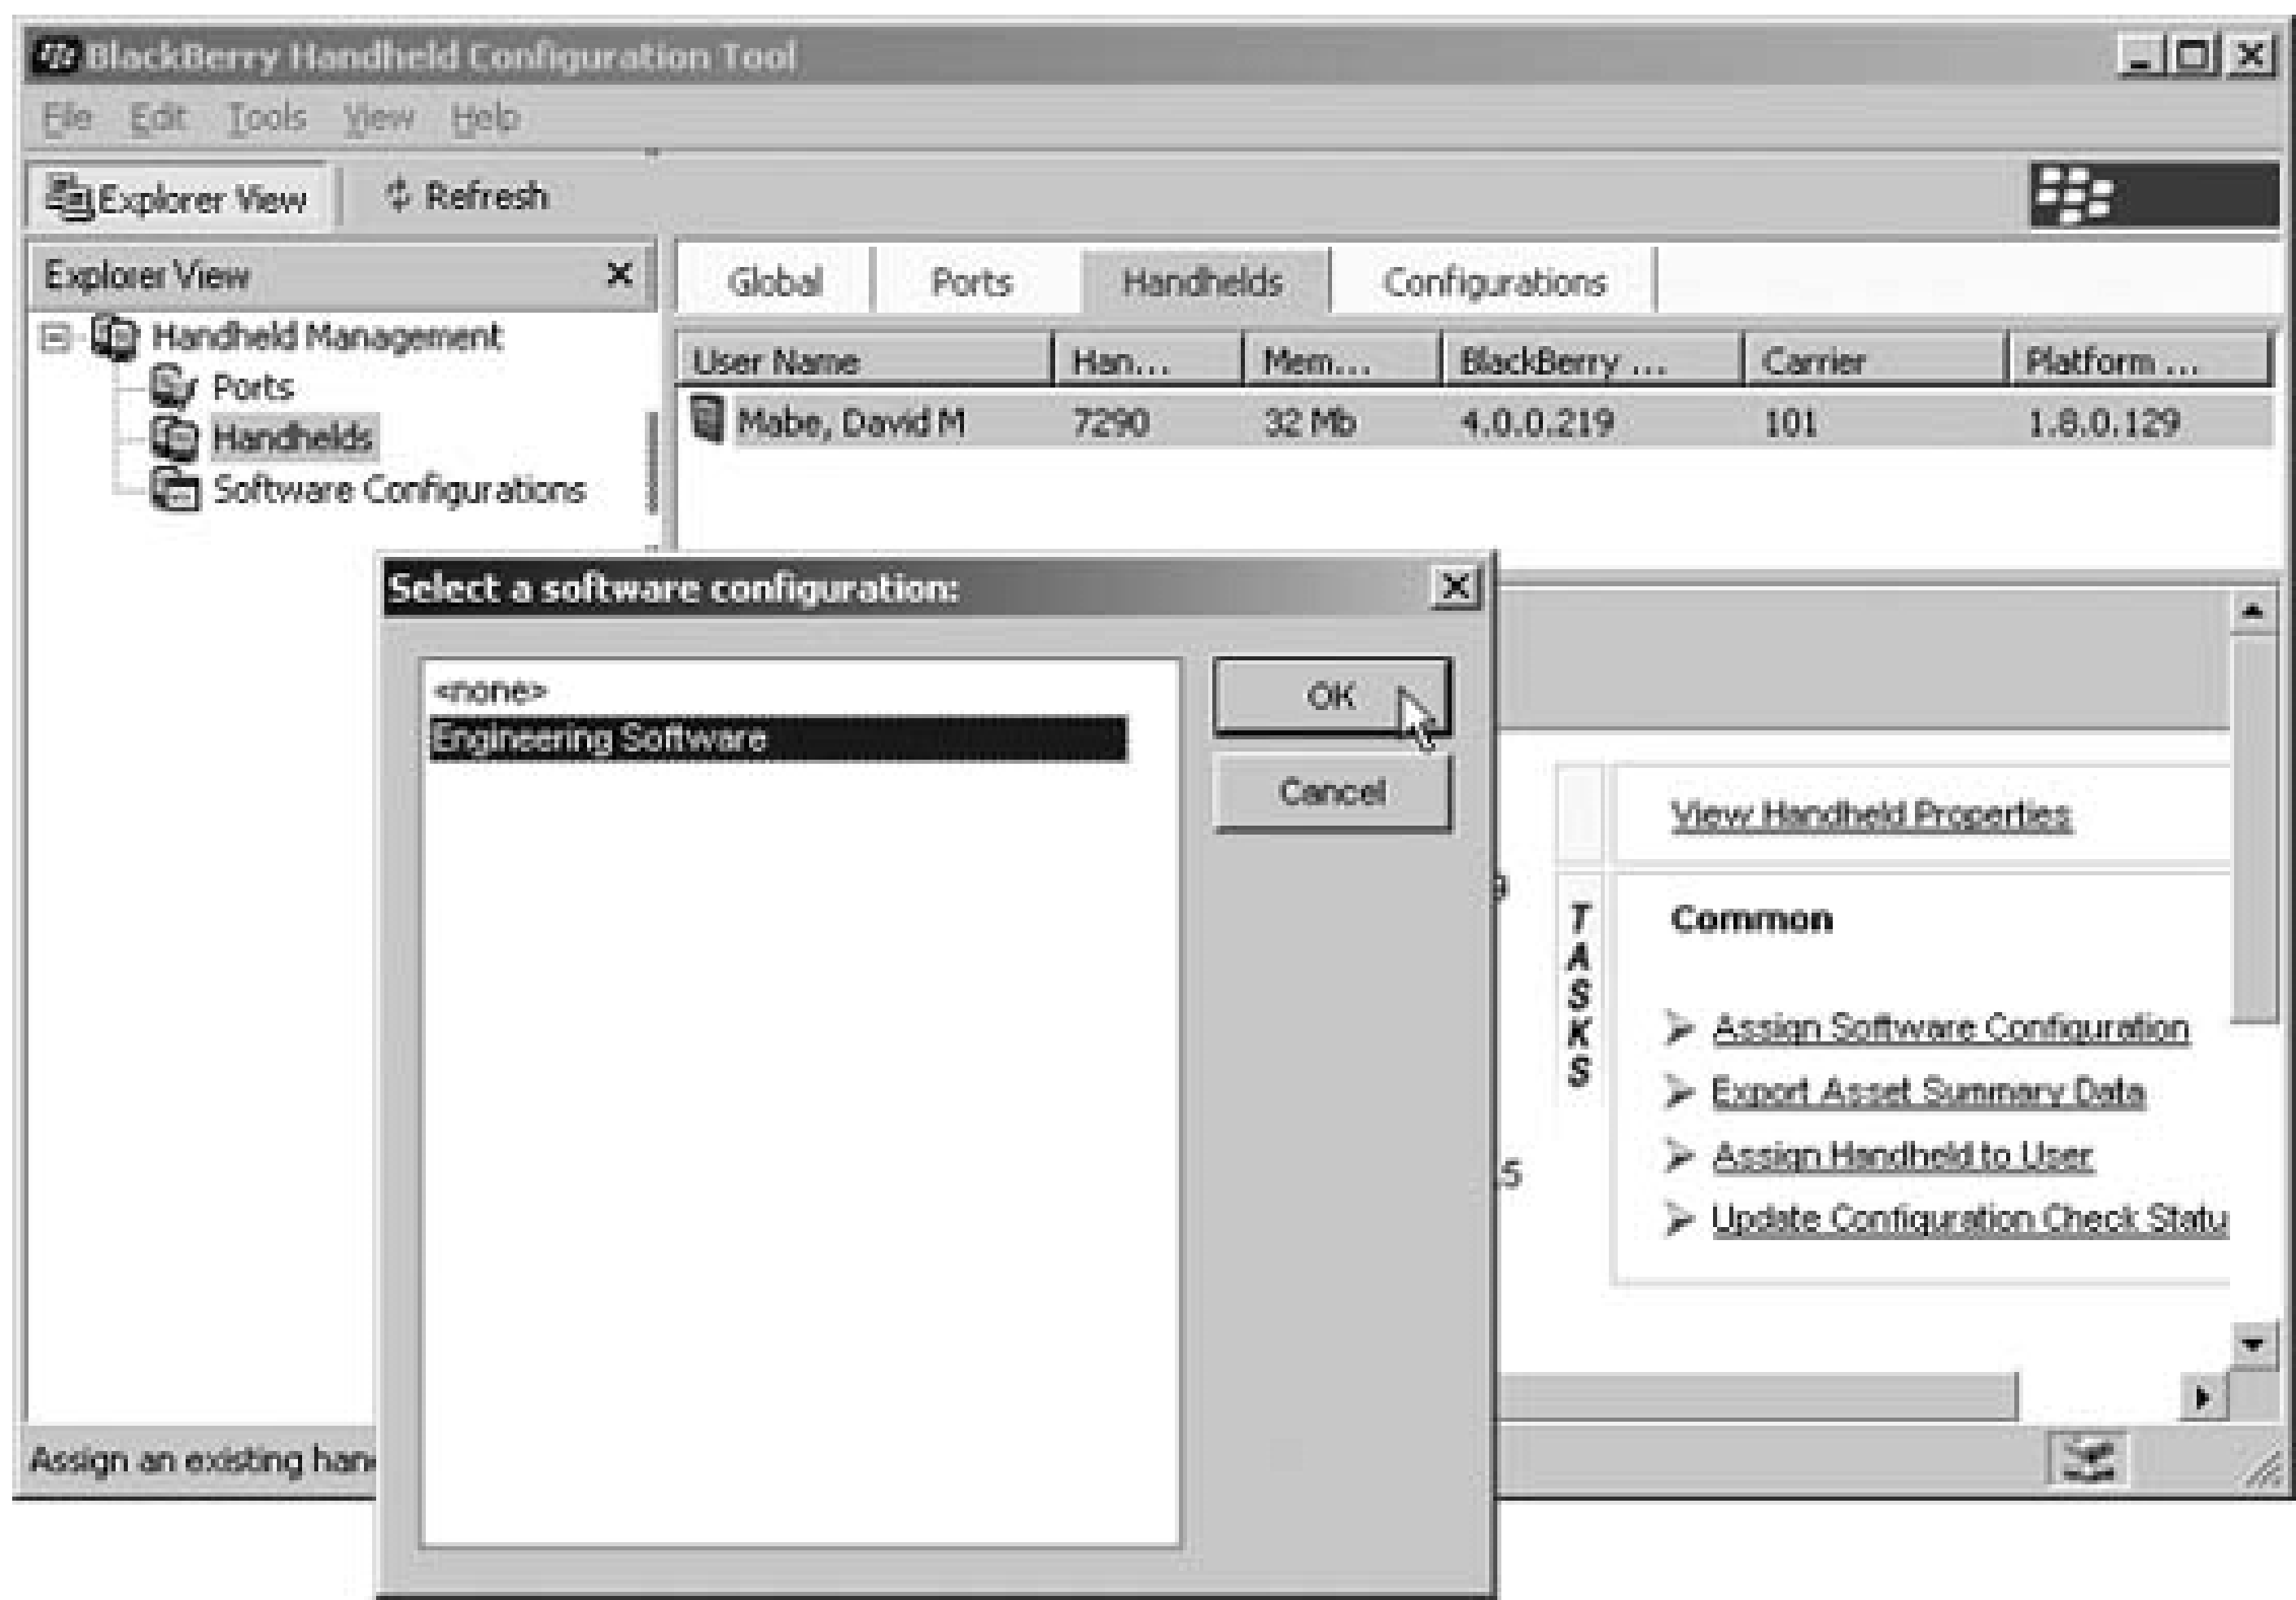 BlackBerry Handheld Configuration Tool
File Edit Tools View Help
Explorer View Refresh
Explorer View
Handheld Management
Ports
Handhelds
Software Configurations
Global Ports Handhelds Configurations
User Name Han... Mem... BlackBerry ... Carrier Platform ...
Mabe, David M 7290 32 Mb 4.0.0.219 101 1.8.0.129
Select a software configuration:
<none>
Engineering Software
OK
Cancel
View Handheld Properties
TASKS
Common
Assign Software Configuration
Export Asset Summary Data
Assign Handheld to User
Update Configuration Check Statu
.5
Assign an existing han